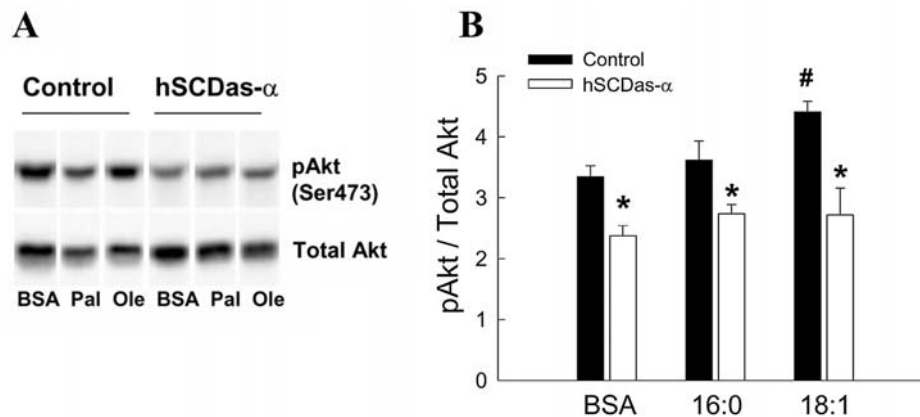 A
Control hSCDas-α
pAkt
(Ser473)
Total Akt
BSA Pal Ole BSA Pal Ole
B
Control
hSCDas-α
pAkt / Total Akt
5
4
3
2
1
0
#
*
*
*
BSA 16:0 18:1